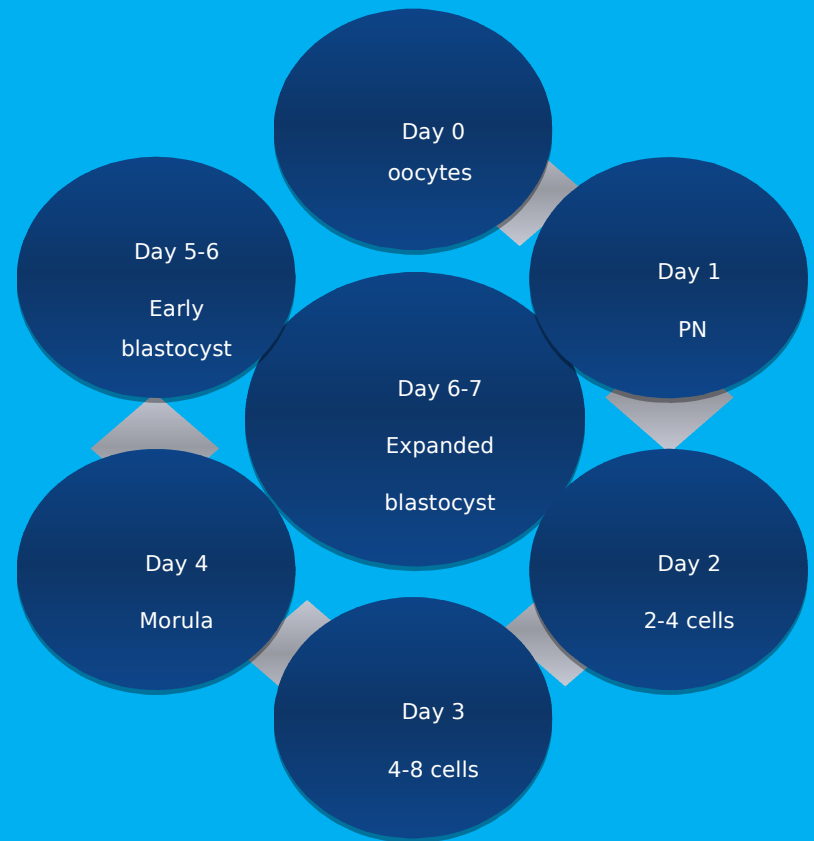 Day 0
oocytes
Day 1
PN
Day 2
2-4 cells
Day 3
4-8 cells
Day 4
Morula
Day 5-6
Early
blastocyst
Day 6-7
Expanded
blastocyst